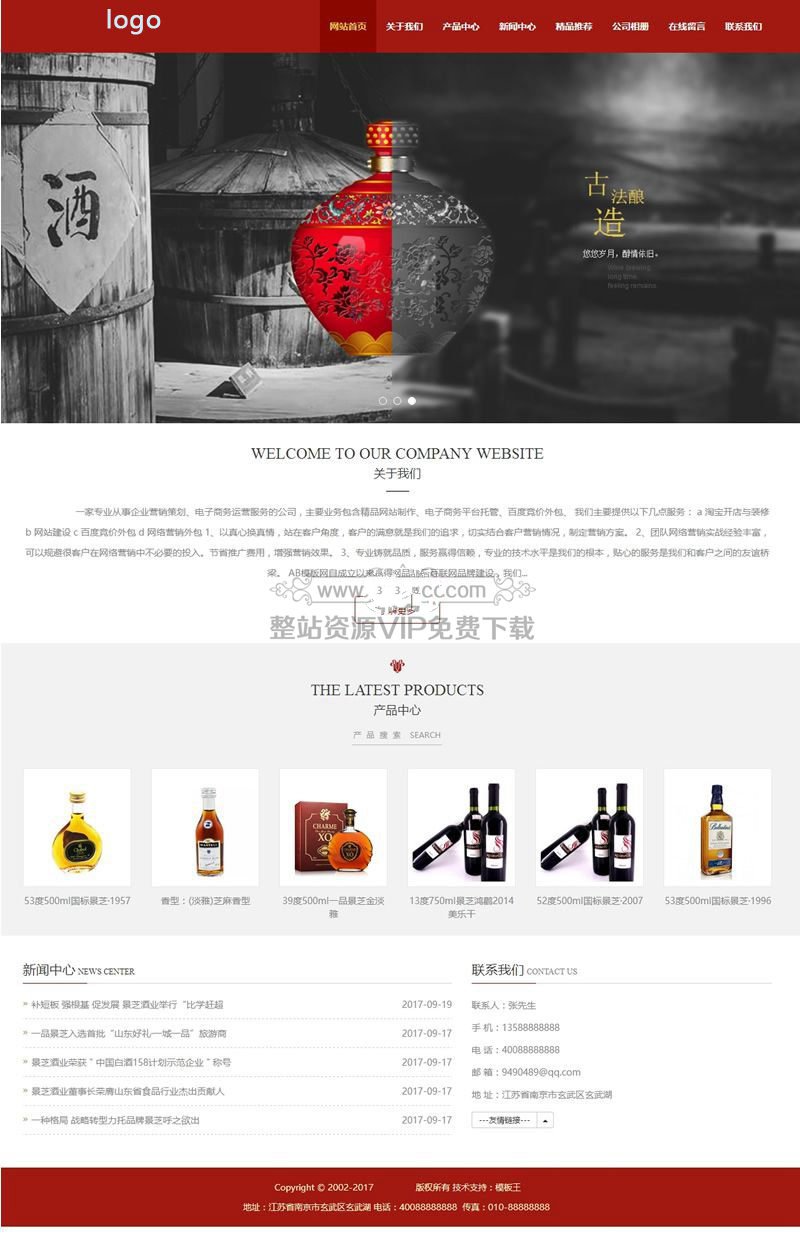 logo
网站首页 关于我们 产品中心 新闻中心 精品推荐 公司相册 在线留言 联系我们
酒
古
法酿
造
悠悠岁月，酣情依旧。
Wine brewing
long time,
feeling remains.
WELCOME TO OUR COMPANY WEBSITE
关于我们
一家专业从事企业营销策划、电子商务运营服务的公司，主要业务包含精品网站制作、电子商务平台托管、百度竞价外包、 我们主要提供以下几点服务： a 淘宝开店与装修
b 网站建设 c 百度竞价外包 d 网络营销外包 1、以真心换真情，站在客户角度，客户的满意就是我们的追求，切实结合客户营销情况，制定营销方案。 2、团队网络营销实战经验丰富，
可以规避很客户在网络营销中不必要的投入。节省推广费用，增强营销效果。 3、专业铸就品质，服务赢得信赖，专业的技术水平是我们的根本，贴心的服务是我们和客户之间的友谊桥
梁。 AB模板网自成立以来赢得 我们...
整站资源VIP免费下载
THE LATEST PRODUCTS
产品中心
产 品 搜 索 SEARCH
CHARME
XO
53度500ml国标景芝·1957 香型：(淡雅)芝麻香型 39度500ml一品景芝金淡 13度750ml景芝鸿鹳2014 52度500ml国标景芝·2007 53度500ml国标景芝·1996
雅 美乐干
新闻中心 NEWS CENTER
» 补短板 强根基 促发展 景芝酒业举行“比学赶超 2017-09-19
» 一品景芝入选首批“山东好礼·一城一品”旅游商 2017-09-17
» 景芝酒业荣获＂中国白酒158计划示范企业＂称号 2017-09-17
» 景芝酒业董事长荣膺山东省食品行业杰出贡献人 2017-09-17
» 一种格局 战略转型力托品牌景芝呼之欲出 2017-09-17
联系我们 CONTACT US
联系人：张先生
手 机：13588888888
电 话：40088888888
邮 箱：9490489@qq.com
地 址：江苏省南京市玄武区玄武湖
---友情链接---
Copyright © 2002-2017 版权所有 技术支持：模板王
地址：江苏省南京市玄武区玄武湖 电话：40088888888 传真：010-88888888